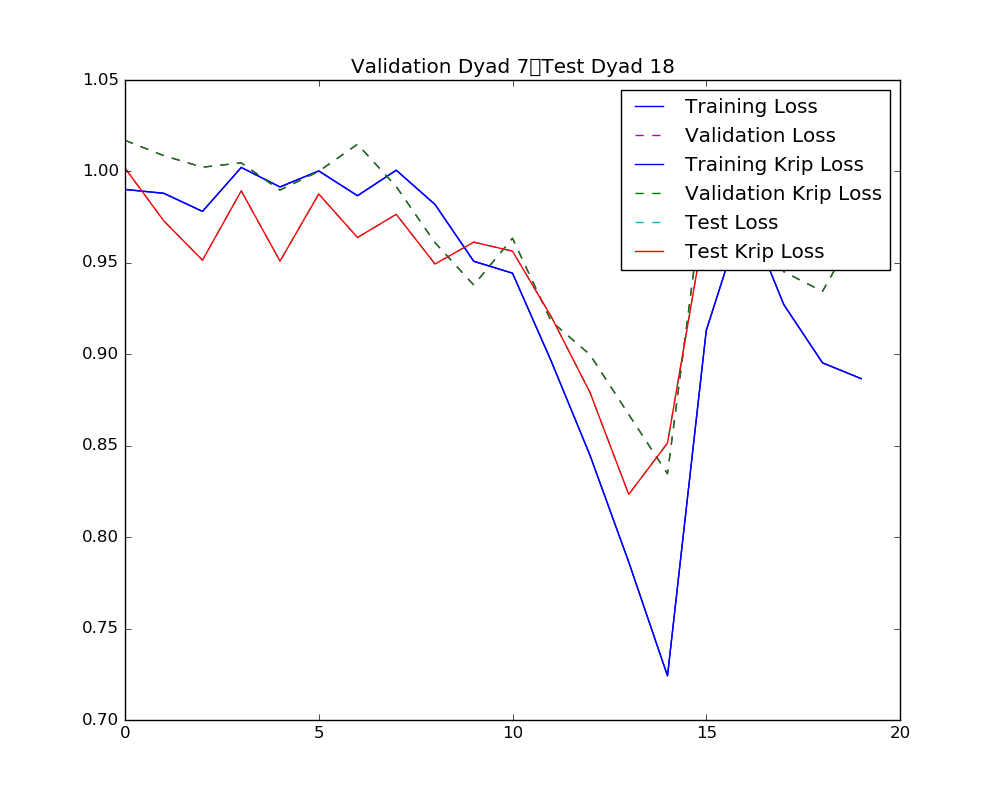 Validation Dyad 7▯Test Dyad 18
1.05
1.00
0.95
0.90
0.85
0.80
0.75
0.70
0
5
10
15
20
Training Loss
Validation Loss
Training Krip Loss
Validation Krip Loss
Test Loss
Test Krip Loss